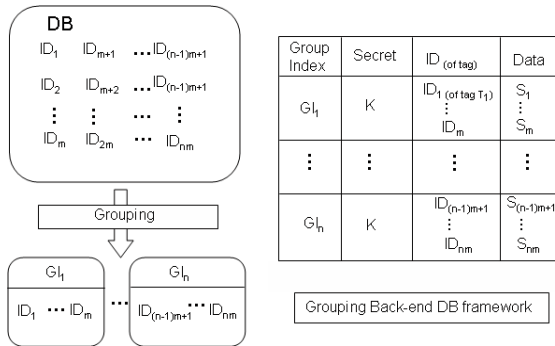 DB
ID1 IDm+1 ... ID(n-1)m+1
ID2 IDm+2 ... ID(n-1)m+1
⋮ ⋮ ... ⋮
IDm ID2m ... IDnm
Grouping
GI1
ID1 ... IDm
...
GIn
ID(n-1)m+1 ... IDnm
Group Index Secret ID (of tag) Data
GI1 K ID1 (of tag T1) S1
⋮ ⋮
IDm Sm
⋮ ⋮ ⋮ ⋮
GIn K ID(n-1)m+1 S(n-1)m+1
⋮ ⋮
IDnm Snm
Grouping Back-end DB framework